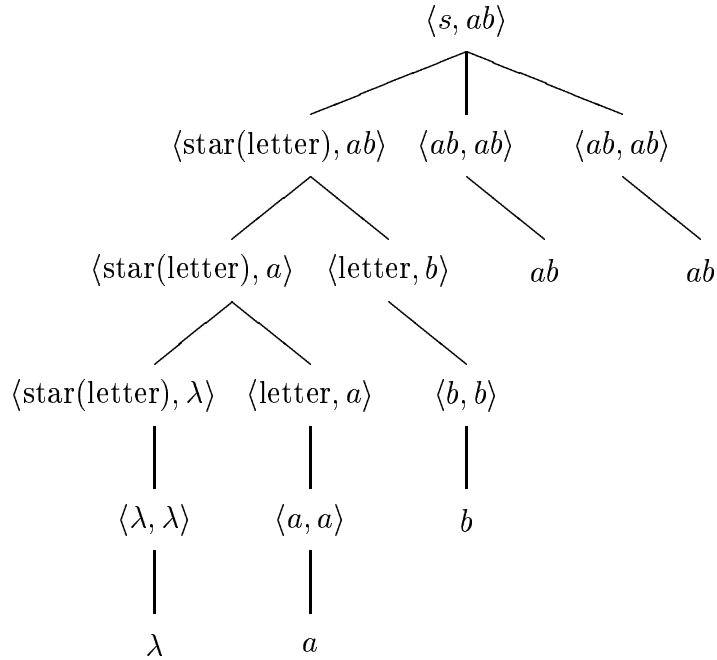 ⟨s, ab⟩
⟨star(letter), ab⟩ ⟨ab, ab⟩ ⟨ab, ab⟩
⟨star(letter), a⟩ ⟨letter, b⟩ ab ab
⟨star(letter), λ⟩ ⟨letter, a⟩ ⟨b, b⟩
⟨λ, λ⟩ ⟨a, a⟩ b
λ a